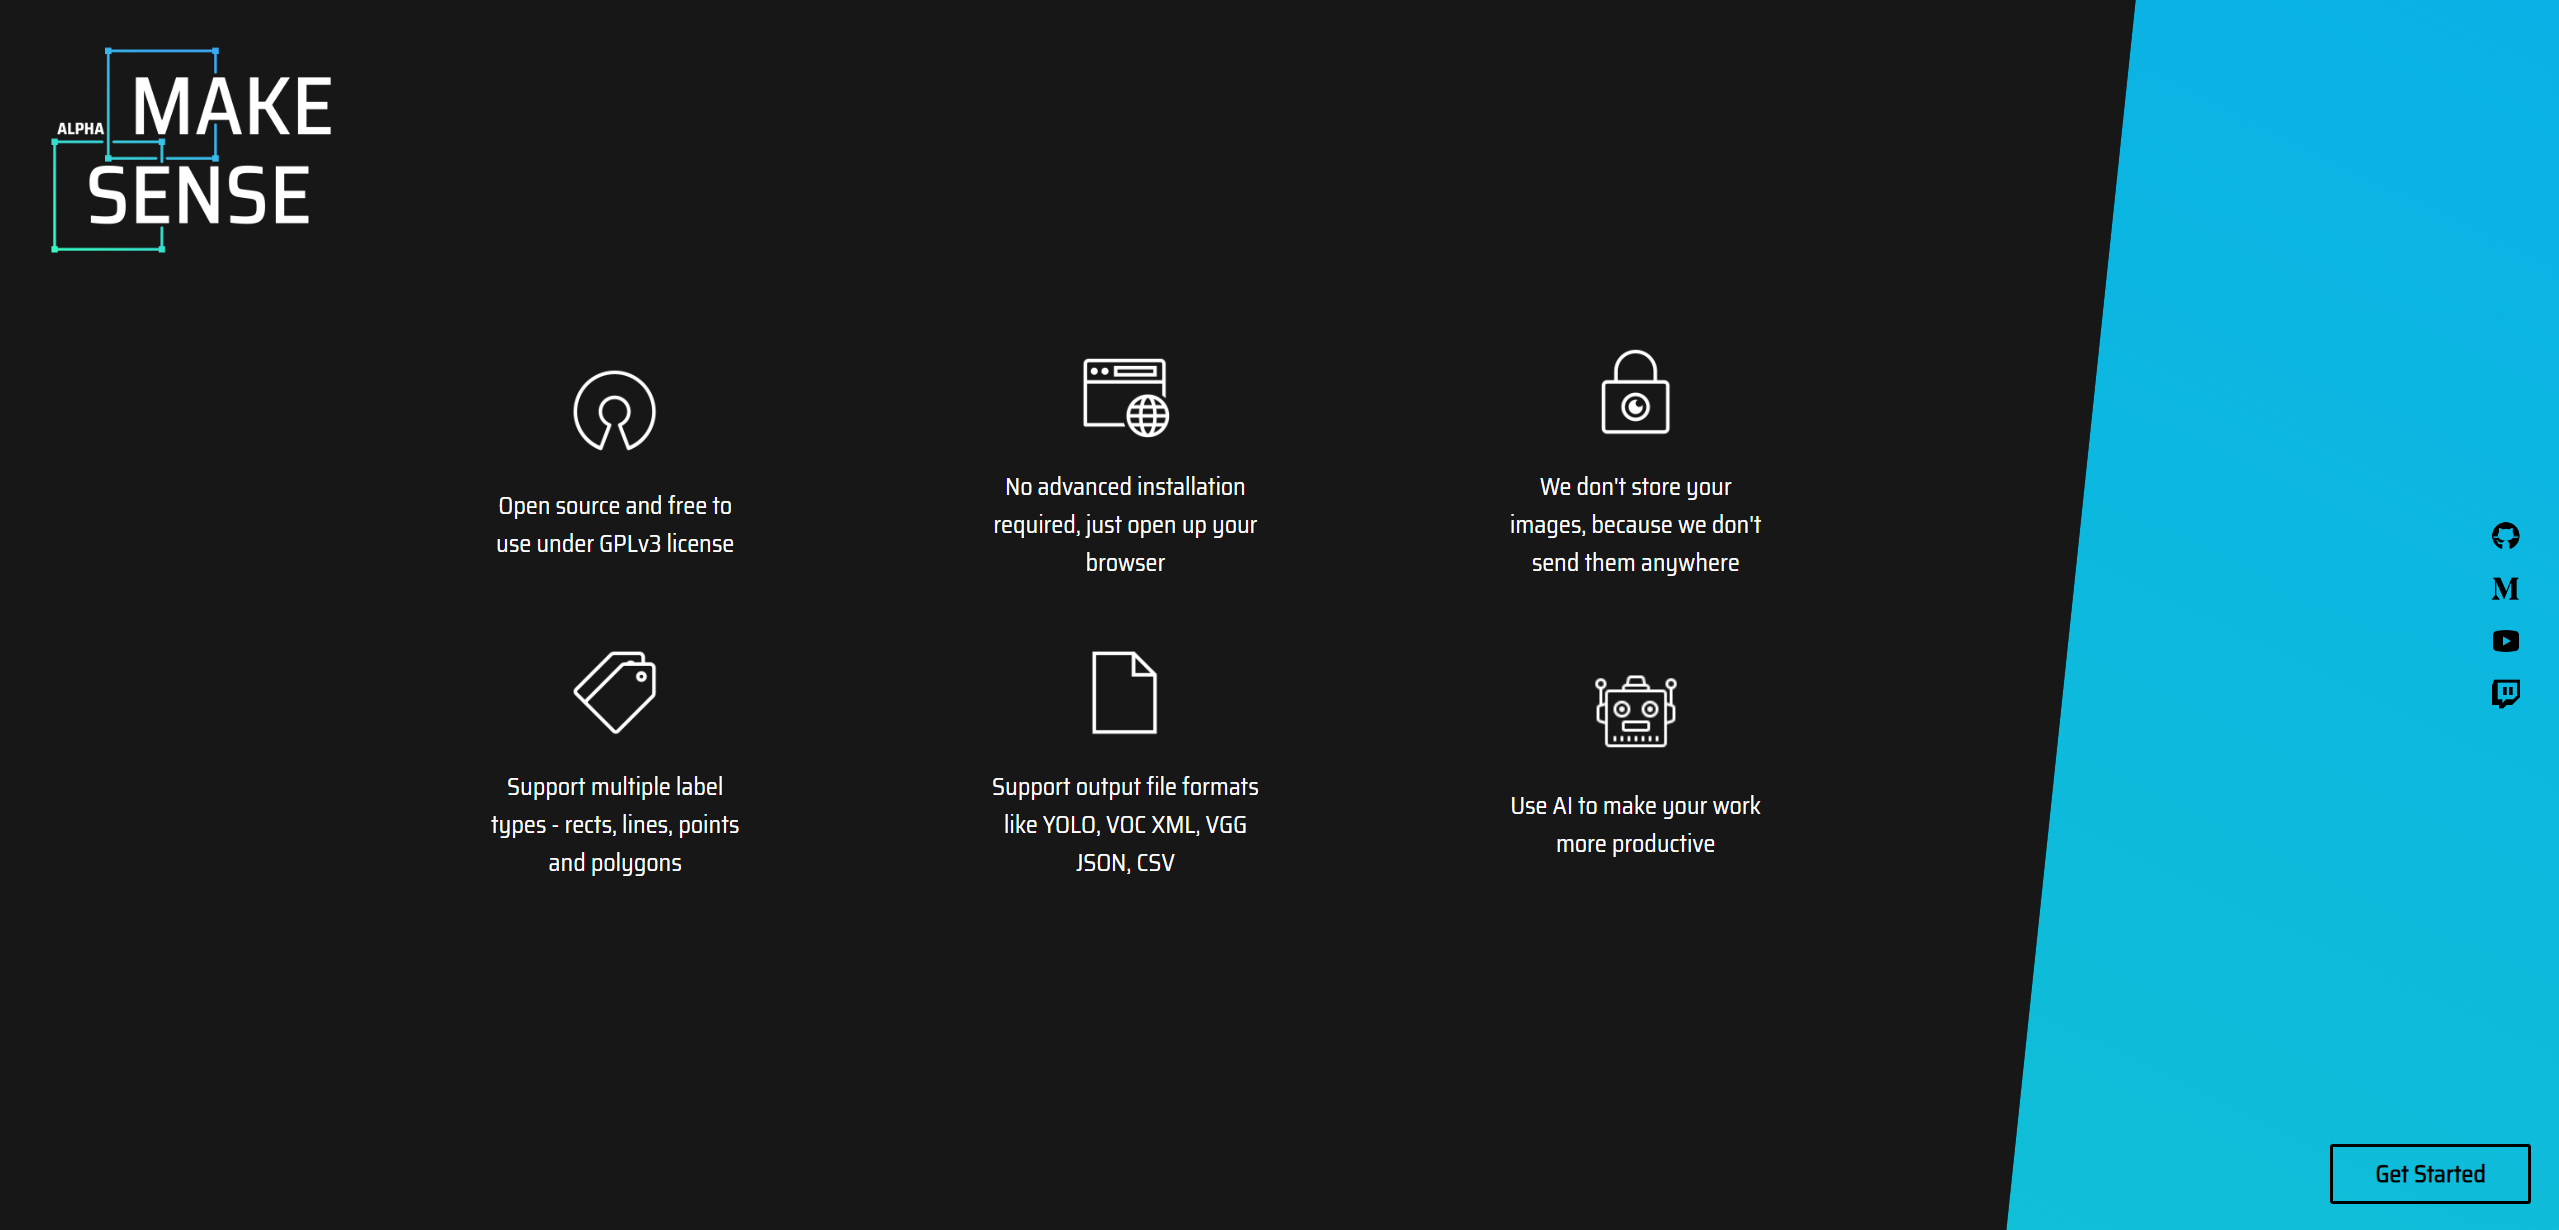 MAKE
ALPHA
SENSE
Open source and free to
use under GPLv3 license
No advanced installation
required, just open up your
browser
We don't store your
images, because we don't
send them anywhere
Support multiple label
types - rects, lines, points
and polygons
Support output file formats
like YOLO, VOC XML, VGG
JSON, CSV
Use AI to make your work
more productive
Get Started